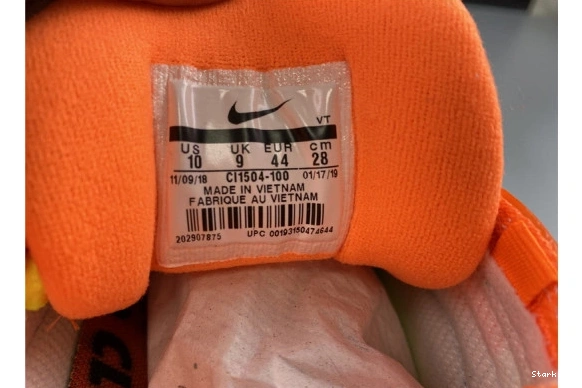 VT
US UK EUR cm
10 9 44 28
11/09/18 CI1504-100 01/17/19
MADE IN VIETNAM
FABRIQUE AU VIETNAM
202907875 UPC 00193150474644
Stark